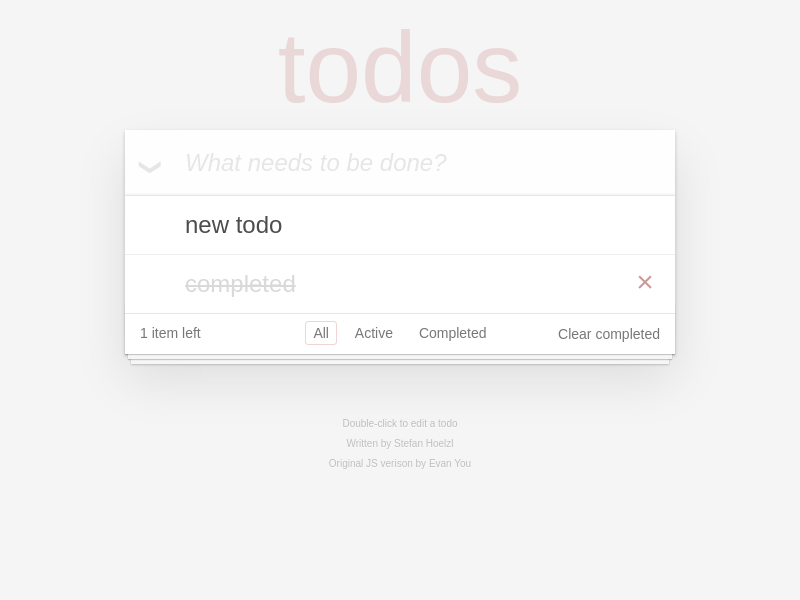 todos
What needs to be done?
new todo
completed
1 item left All Active Completed Clear completed
Double-click to edit a todo
Written by Stefan Hoelzl
Original JS verison by Evan You